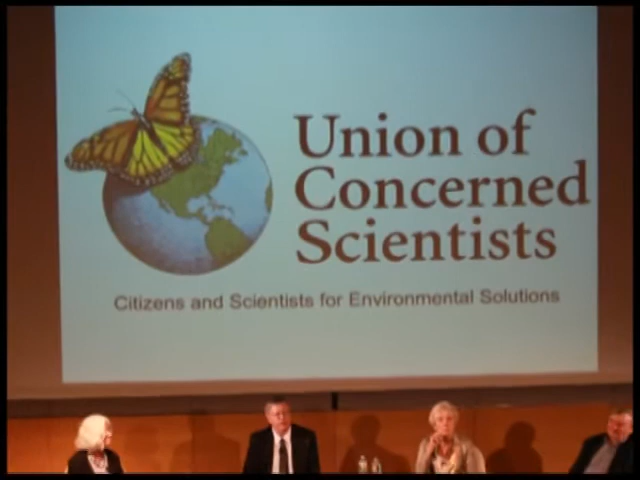 Union of
Concerned
Scientists
Citizens and Scientists for Environmental Solutions